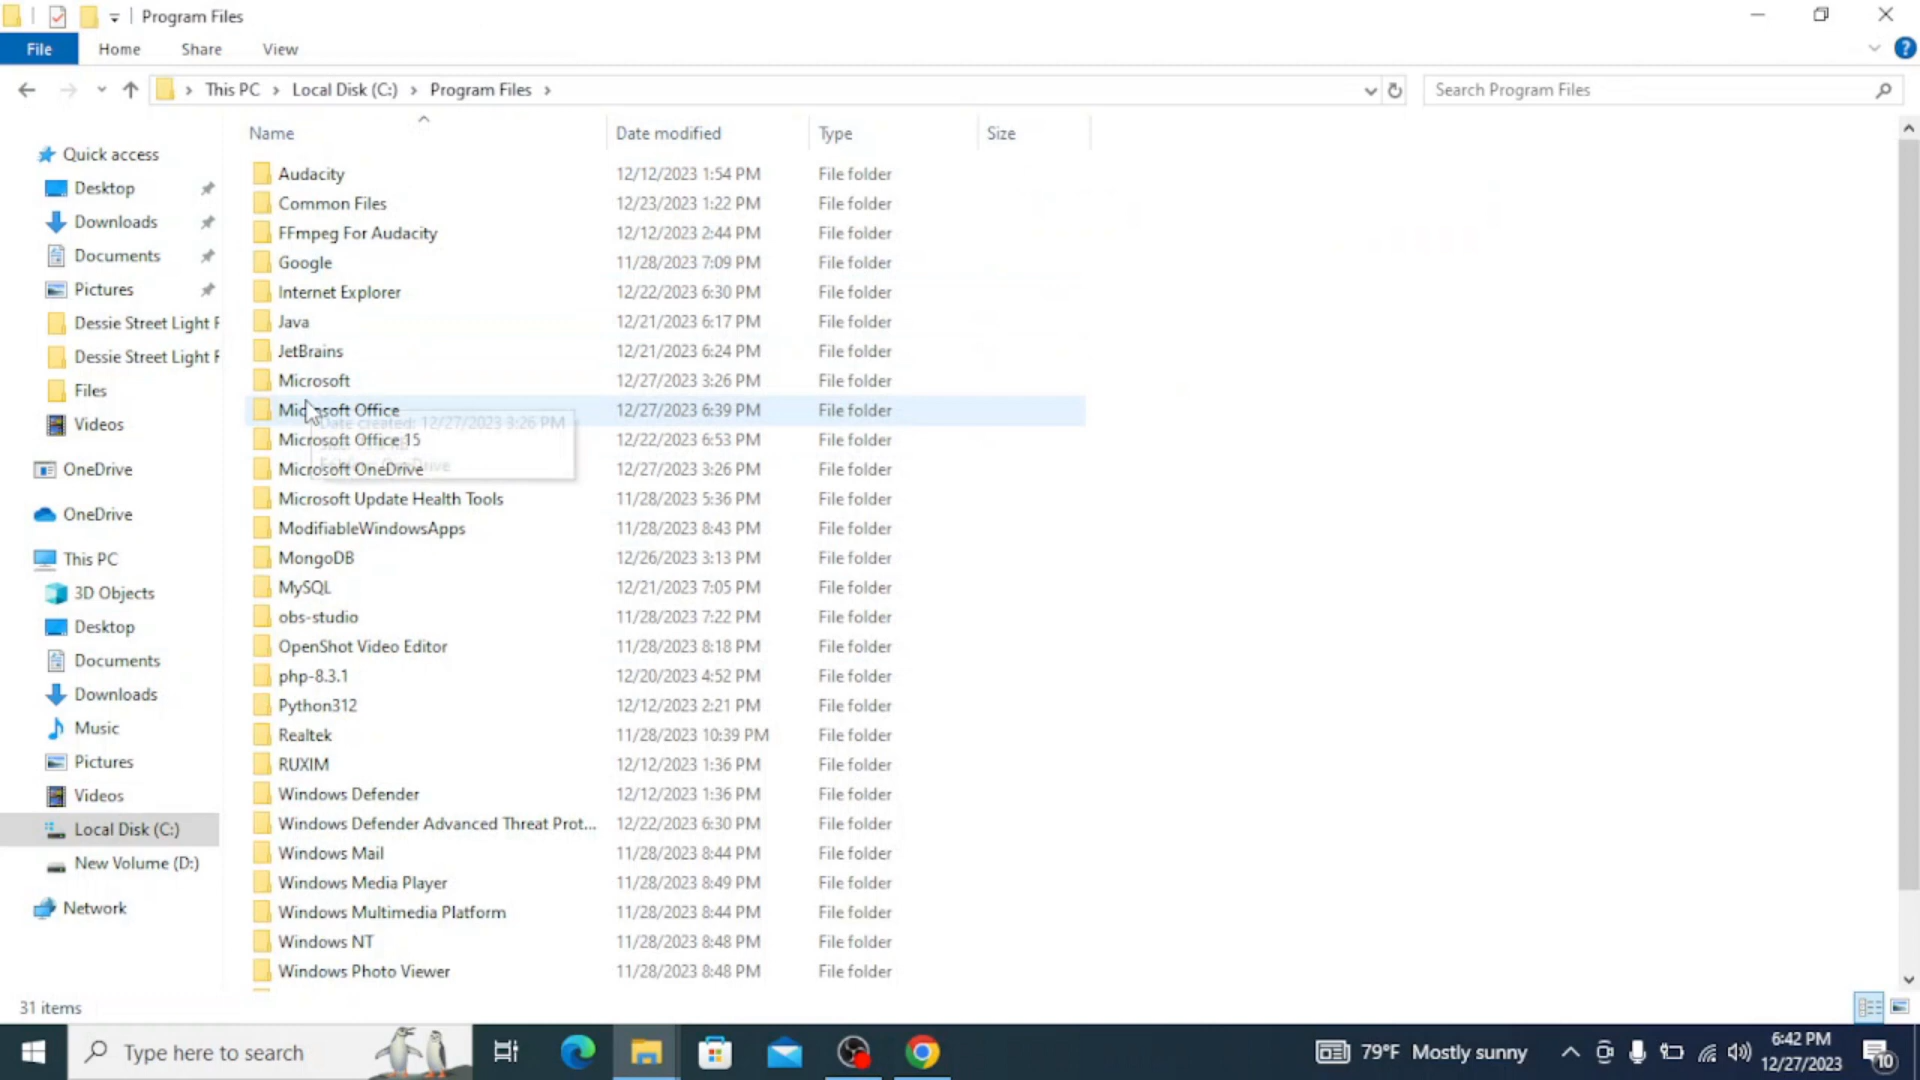 Program Files
File Home Share View
This PC Local Disk (C:) Program Files
Search Program Files
Name Date modified Type Size
Quick access
Desktop
Downloads
Documents
Pictures
Dessie Street Light F
Dessie Street Light F
Files
Videos
OneDrive
OneDrive
This PC
3D Objects
Desktop
Documents
Downloads
Music
Pictures
Videos
Local Disk (C:)
New Volume (D:)
Network
Audacity 12/12/2023 1:54 PM File folder
Common Files 12/23/2023 1:22 PM File folder
FFmpeg For Audacity 12/12/2023 2:44 PM File folder
Google 11/28/2023 7:09 PM File folder
Internet Explorer 12/22/2023 6:30 PM File folder
Java 12/21/2023 6:17 PM File folder
JetBrains 12/21/2023 6:24 PM File folder
Microsoft 12/27/2023 3:26 PM File folder
Microsoft Office 12/27/2023 6:39 PM File folder
Date created: 12/27/2023 3:26 PM
Microsoft Office 15 12/22/2023 6:53 PM File folder
Microsoft OneDrive 12/27/2023 3:26 PM File folder
Microsoft Update Health Tools 11/28/2023 5:36 PM File folder
ModifiableWindowsApps 11/28/2023 8:43 PM File folder
MongoDB 12/26/2023 3:13 PM File folder
MySQL 12/21/2023 7:05 PM File folder
obs-studio 11/28/2023 7:22 PM File folder
OpenShot Video Editor 11/28/2023 8:18 PM File folder
php-8.3.1 12/20/2023 4:52 PM File folder
Python312 12/12/2023 2:21 PM File folder
Realtek 11/28/2023 10:39 PM File folder
RUXIM 12/12/2023 1:36 PM File folder
Windows Defender 12/12/2023 1:36 PM File folder
Windows Defender Advanced Threat Prot... 12/22/2023 6:30 PM File folder
Windows Mail 11/28/2023 8:44 PM File folder
Windows Media Player 11/28/2023 8:49 PM File folder
Windows Multimedia Platform 11/28/2023 8:44 PM File folder
Windows NT 11/28/2023 8:48 PM File folder
Windows Photo Viewer 11/28/2023 8:48 PM File folder
31 items
Type here to search
79°F Mostly sunny
6:42 PM
12/27/2023
10